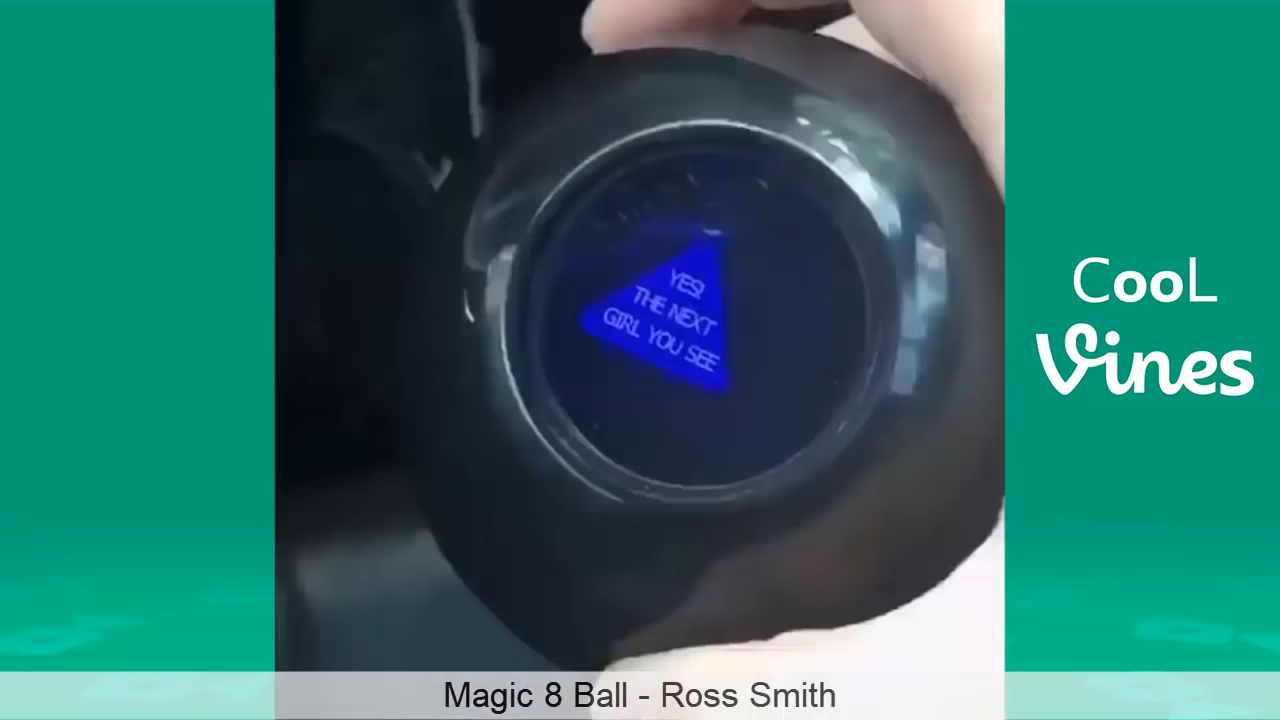 YES!
THE NEXT
GIRL YOU SEE
CooL
Vines
Magic 8 Ball - Ross Smith